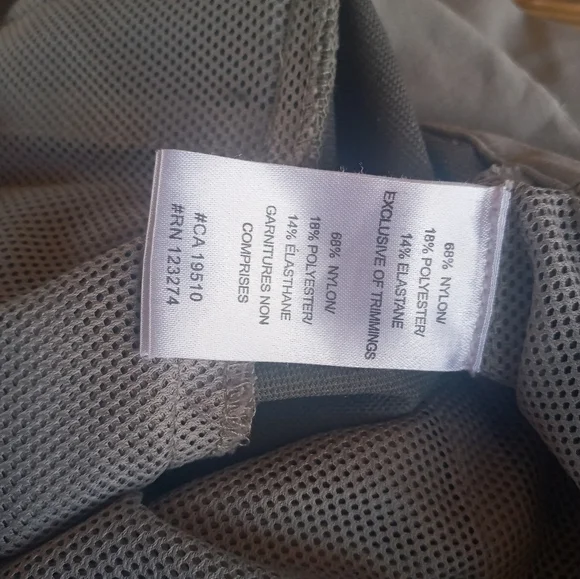 68% NYLON/
18% POLYESTER/
14% ELASTANE
EXCLUSIVE OF TRIMMINGS
68% NYLON/
18% POLYESTER/
14% ÉLASTHANE
GARNITURES NON
COMPRISES
#CA 19510
#RN 123274